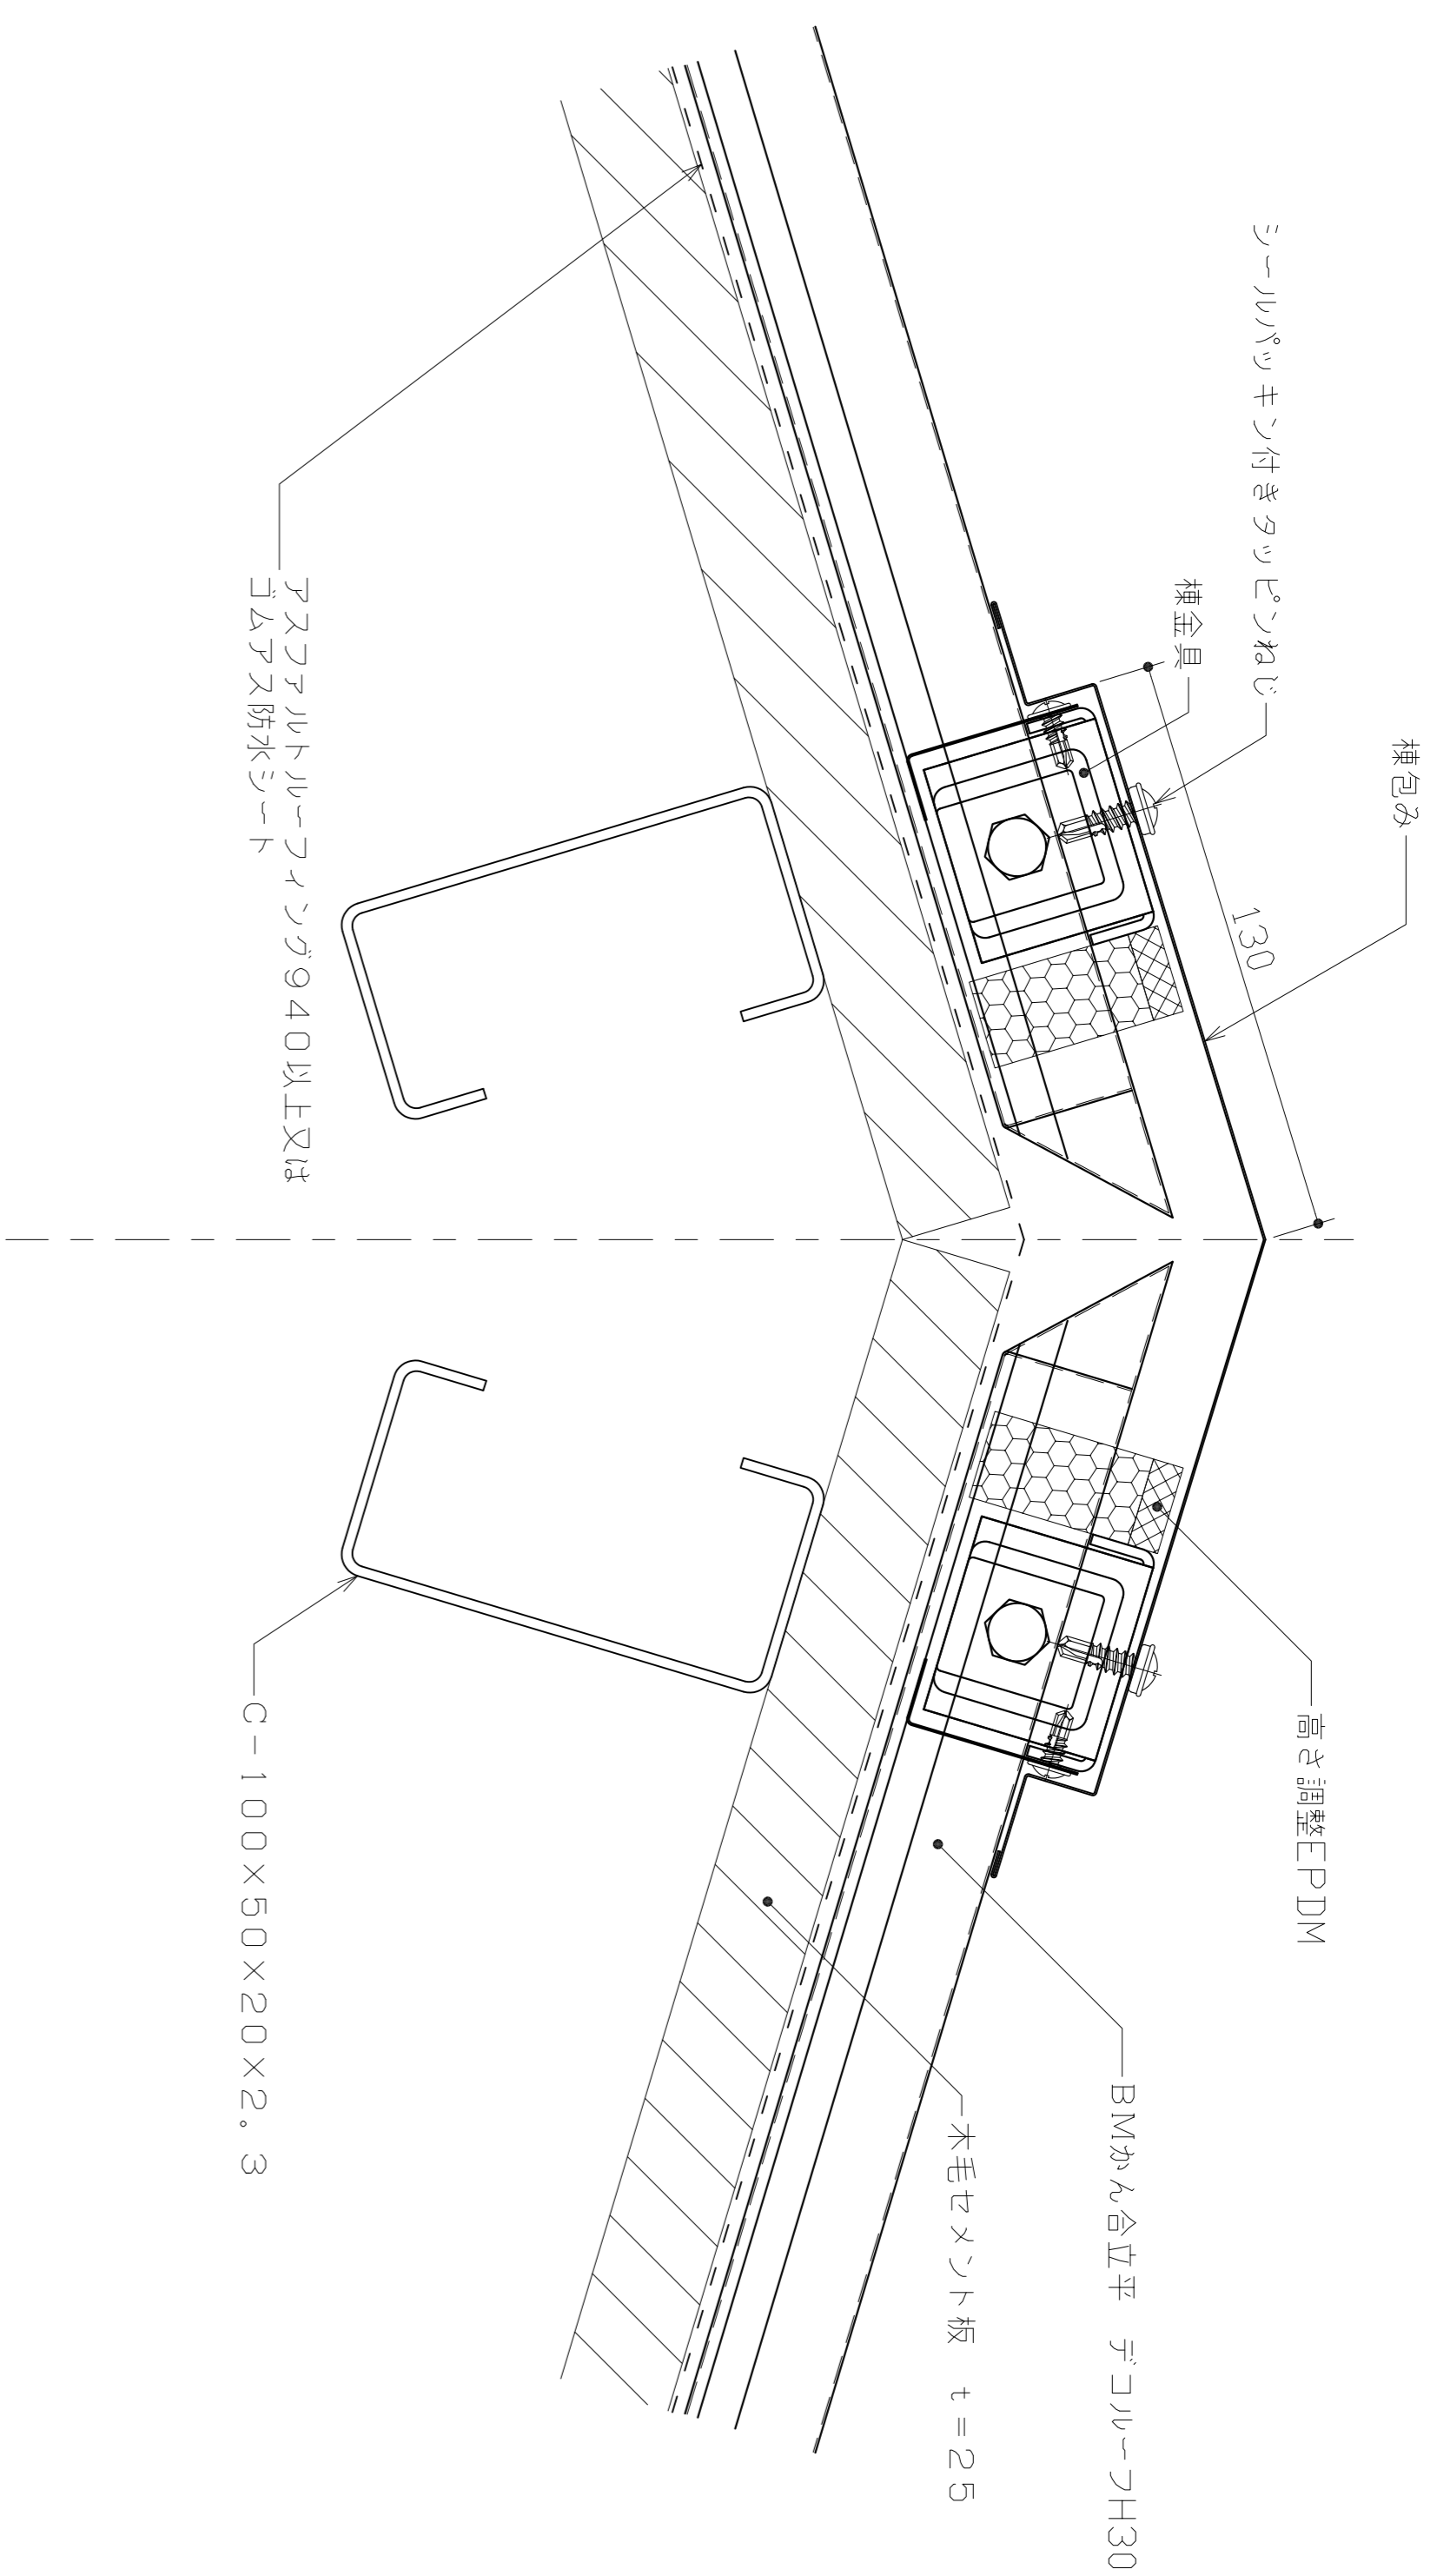 棟包み
シールパッキン付きタッピンねじ
棟金具
130
高さ調整EPDM
BMかん合立平　デコルーフH30
木毛セメント板　t=25
アスファルトルーフィング940以上又は
ゴムアス防水シート
C-100×50×20×2.3